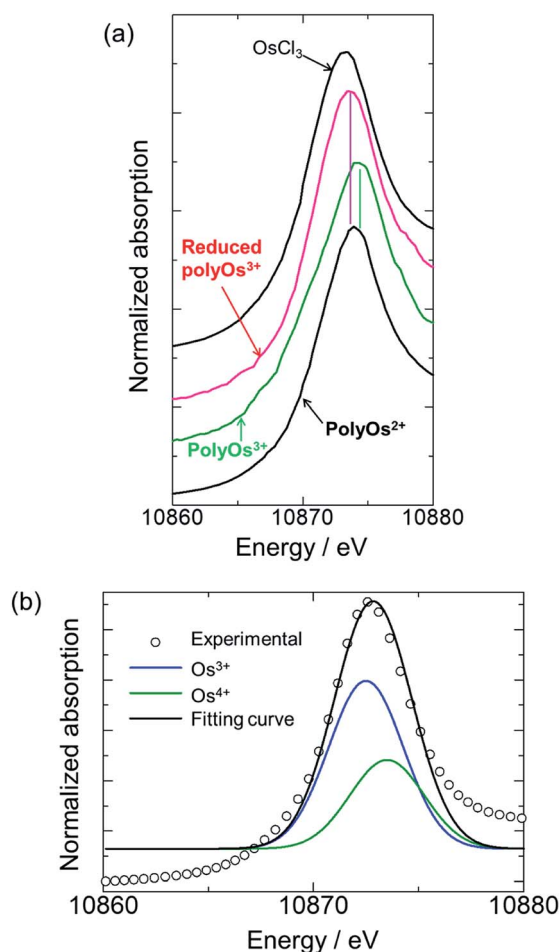 (a)
OsCl₃
Normalized absorption
Reduced
polyOs³⁺
PolyOs³⁺
PolyOs²⁺
10860 10870 10880
Energy / eV
(b)
Normalized absorption
Experimental
Os³⁺
Os⁴⁺
Fitting curve
10860 10870 10880
Energy / eV